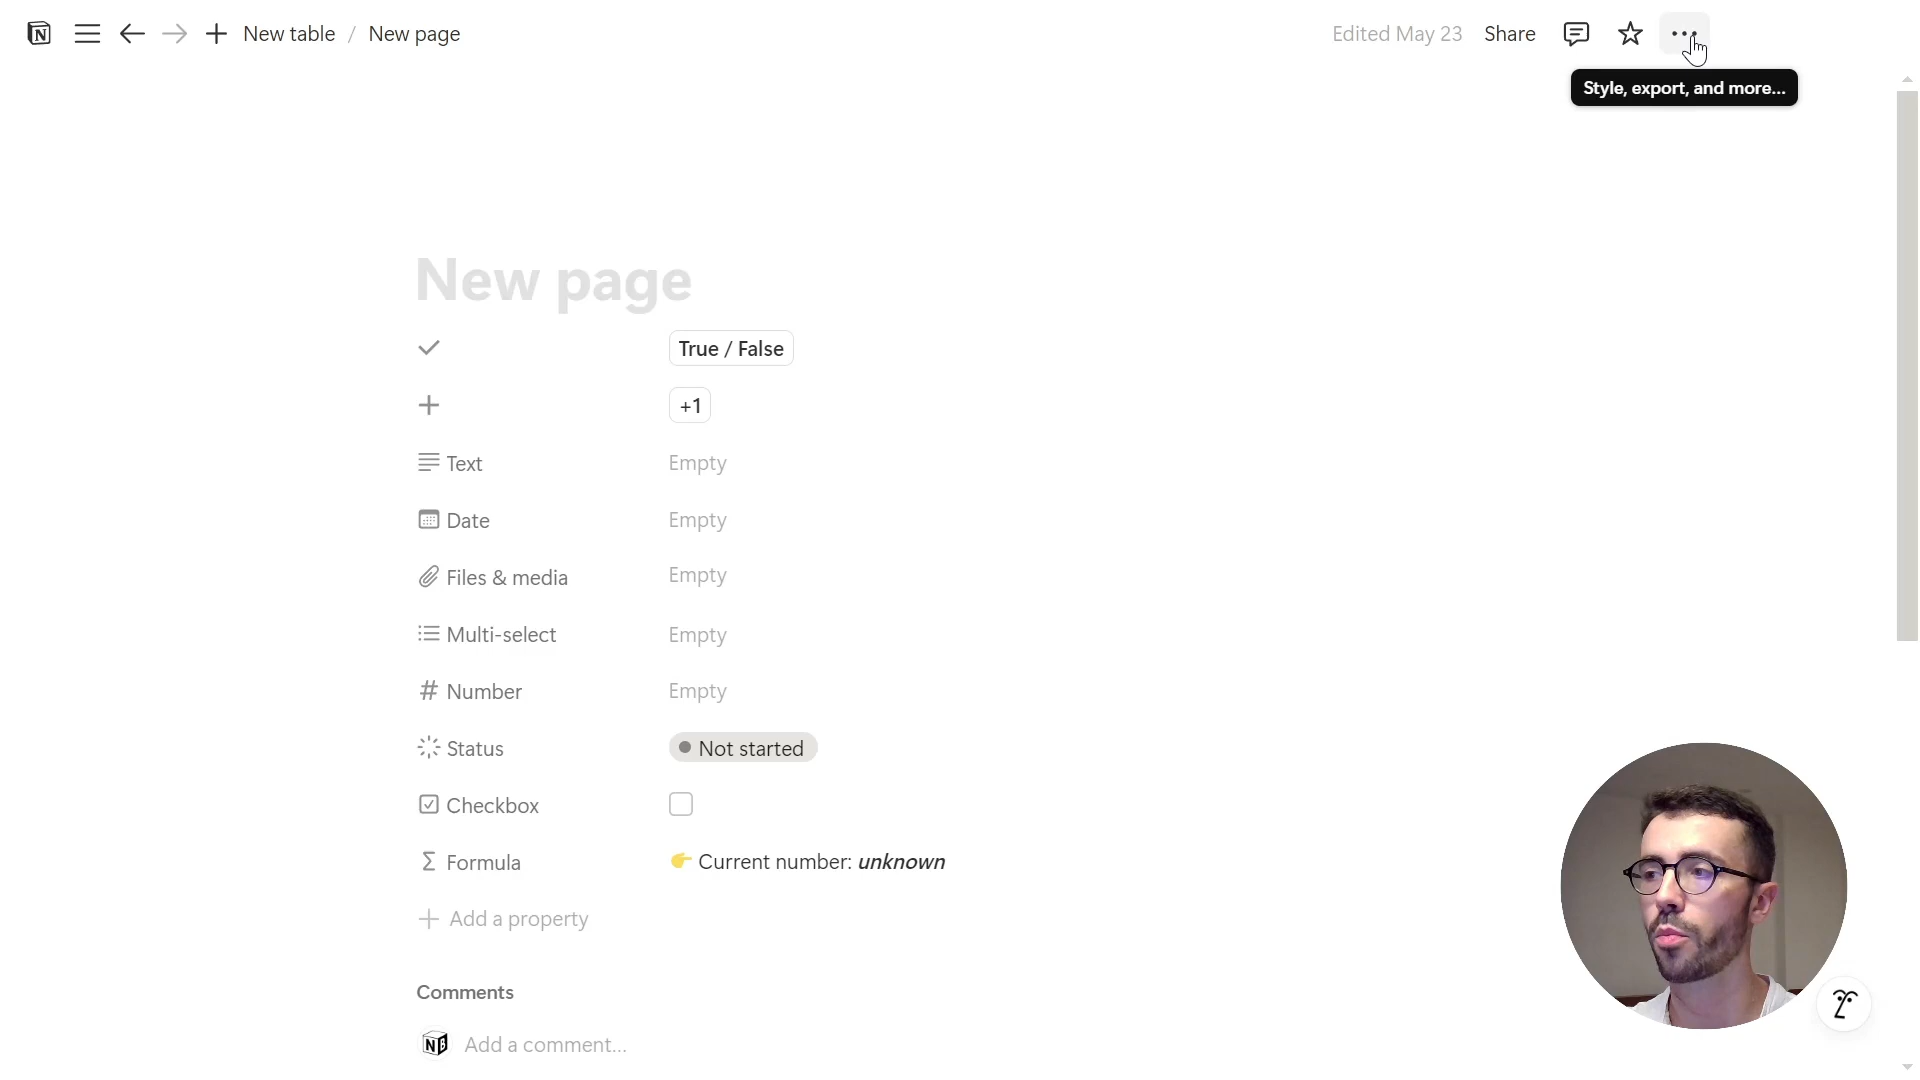 New table / New page
Edited May 23 Share
Style, export, and more...
New page
True / False
+1
Text Empty
Date Empty
Files & media Empty
Multi-select Empty
# Number Empty
Status Not started
Checkbox
Σ Formula 👉 Current number: unknown
+ Add a property
Comments
Add a comment...